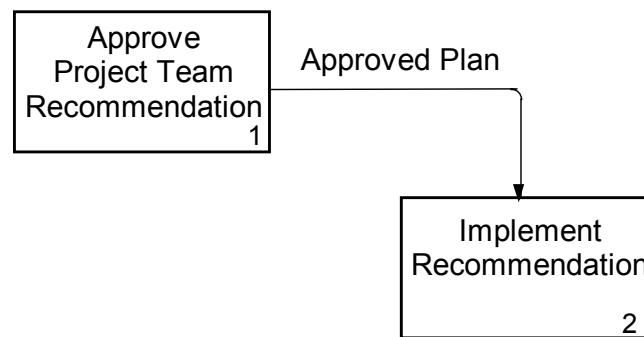 Approve
Project Team
Recommendation
1
Approved Plan
Implement
Recommendation
2